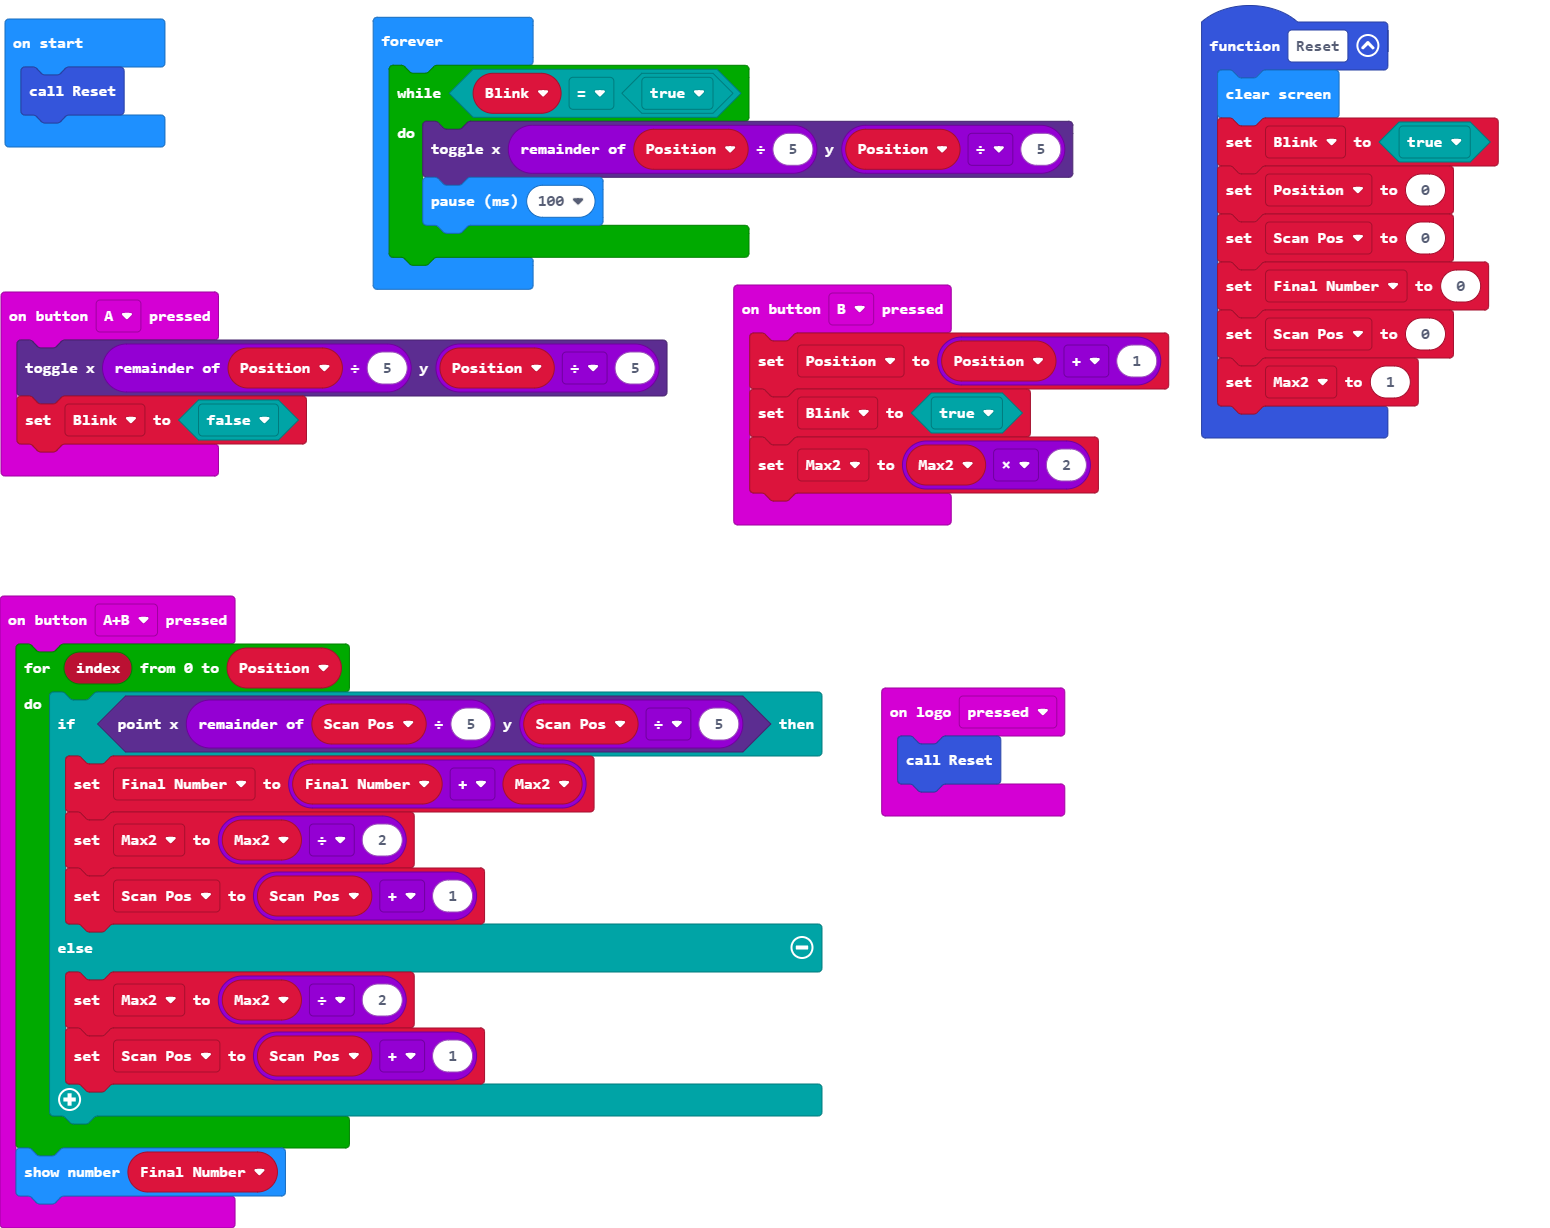 on start
call Reset
forever
while Blink = true
do
toggle x remainder of Position ÷ 5 y Position ÷ 5
pause (ms) 100
function Reset
clear screen
set Blink to true
set Position to 0
set Scan Pos to 0
set Final Number to 0
set Scan Pos to 0
set Max2 to 1
on button A pressed
toggle x remainder of Position ÷ 5 y Position ÷ 5
set Blink to false
on button B pressed
set Position to Position + 1
set Blink to true
set Max2 to Max2 × 2
on button A+B pressed
for index from 0 to Position
do
if point x remainder of Scan Pos ÷ 5 y Scan Pos ÷ 5 then
set Final Number to Final Number + Max2
set Max2 to Max2 ÷ 2
set Scan Pos to Scan Pos + 1
else
set Max2 to Max2 ÷ 2
set Scan Pos to Scan Pos + 1
show number Final Number
on logo pressed
call Reset